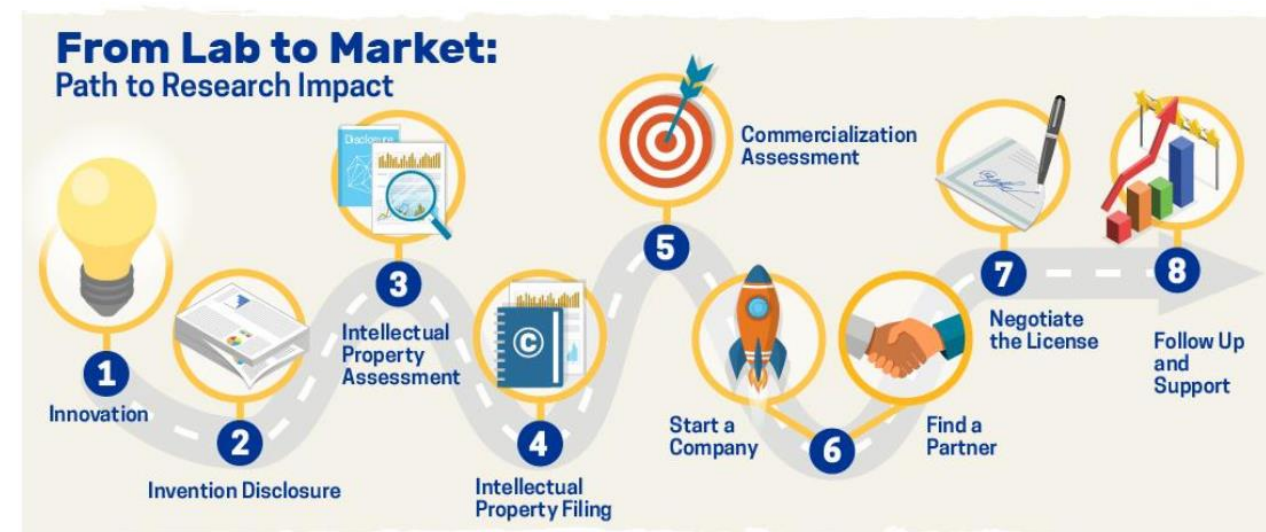 From Lab to Market:
Path to Research Impact
1
Innovation
2
Invention Disclosure
Disclosure
3
Intellectual
Property
Assessment
©
4
Intellectual
Property Filing
5
Commercialization
Assessment
Start a
Company
6
Find a
Partner
7
Negotiate
the License
8
Follow Up
and
Support